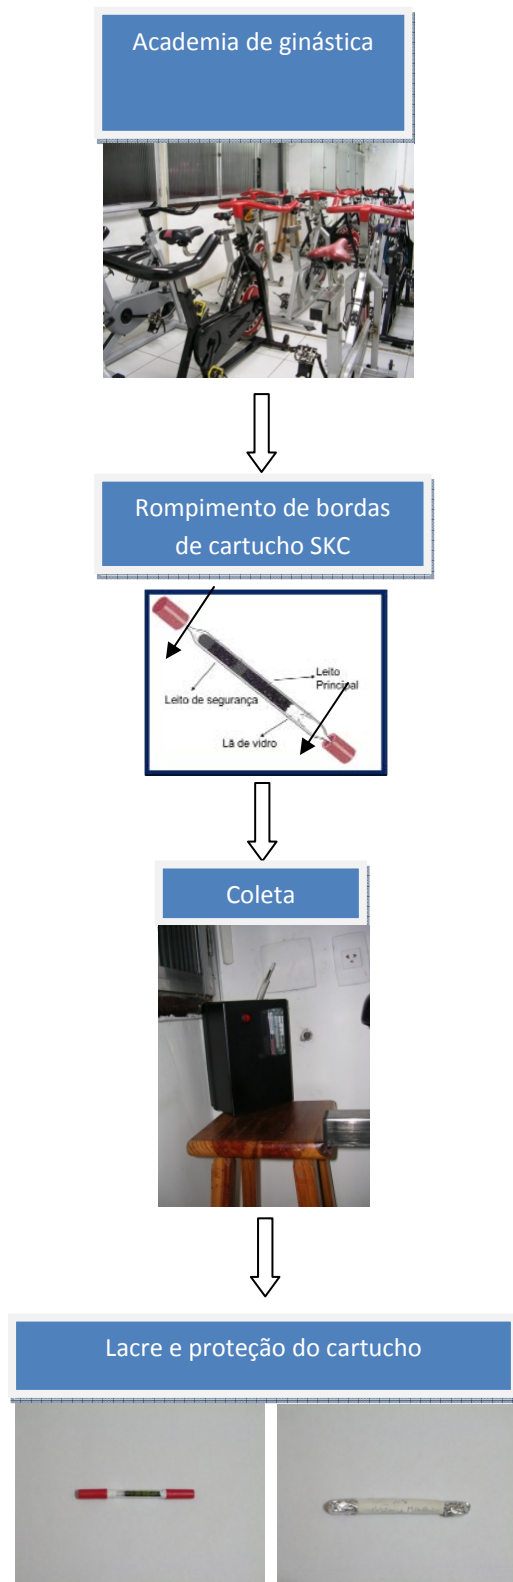 Academia de ginástica
Rompimento de bordas
de cartucho SKC
Leito
Principal
Leito de segurança
Lã de vidro
Coleta
Lacre e proteção do cartucho